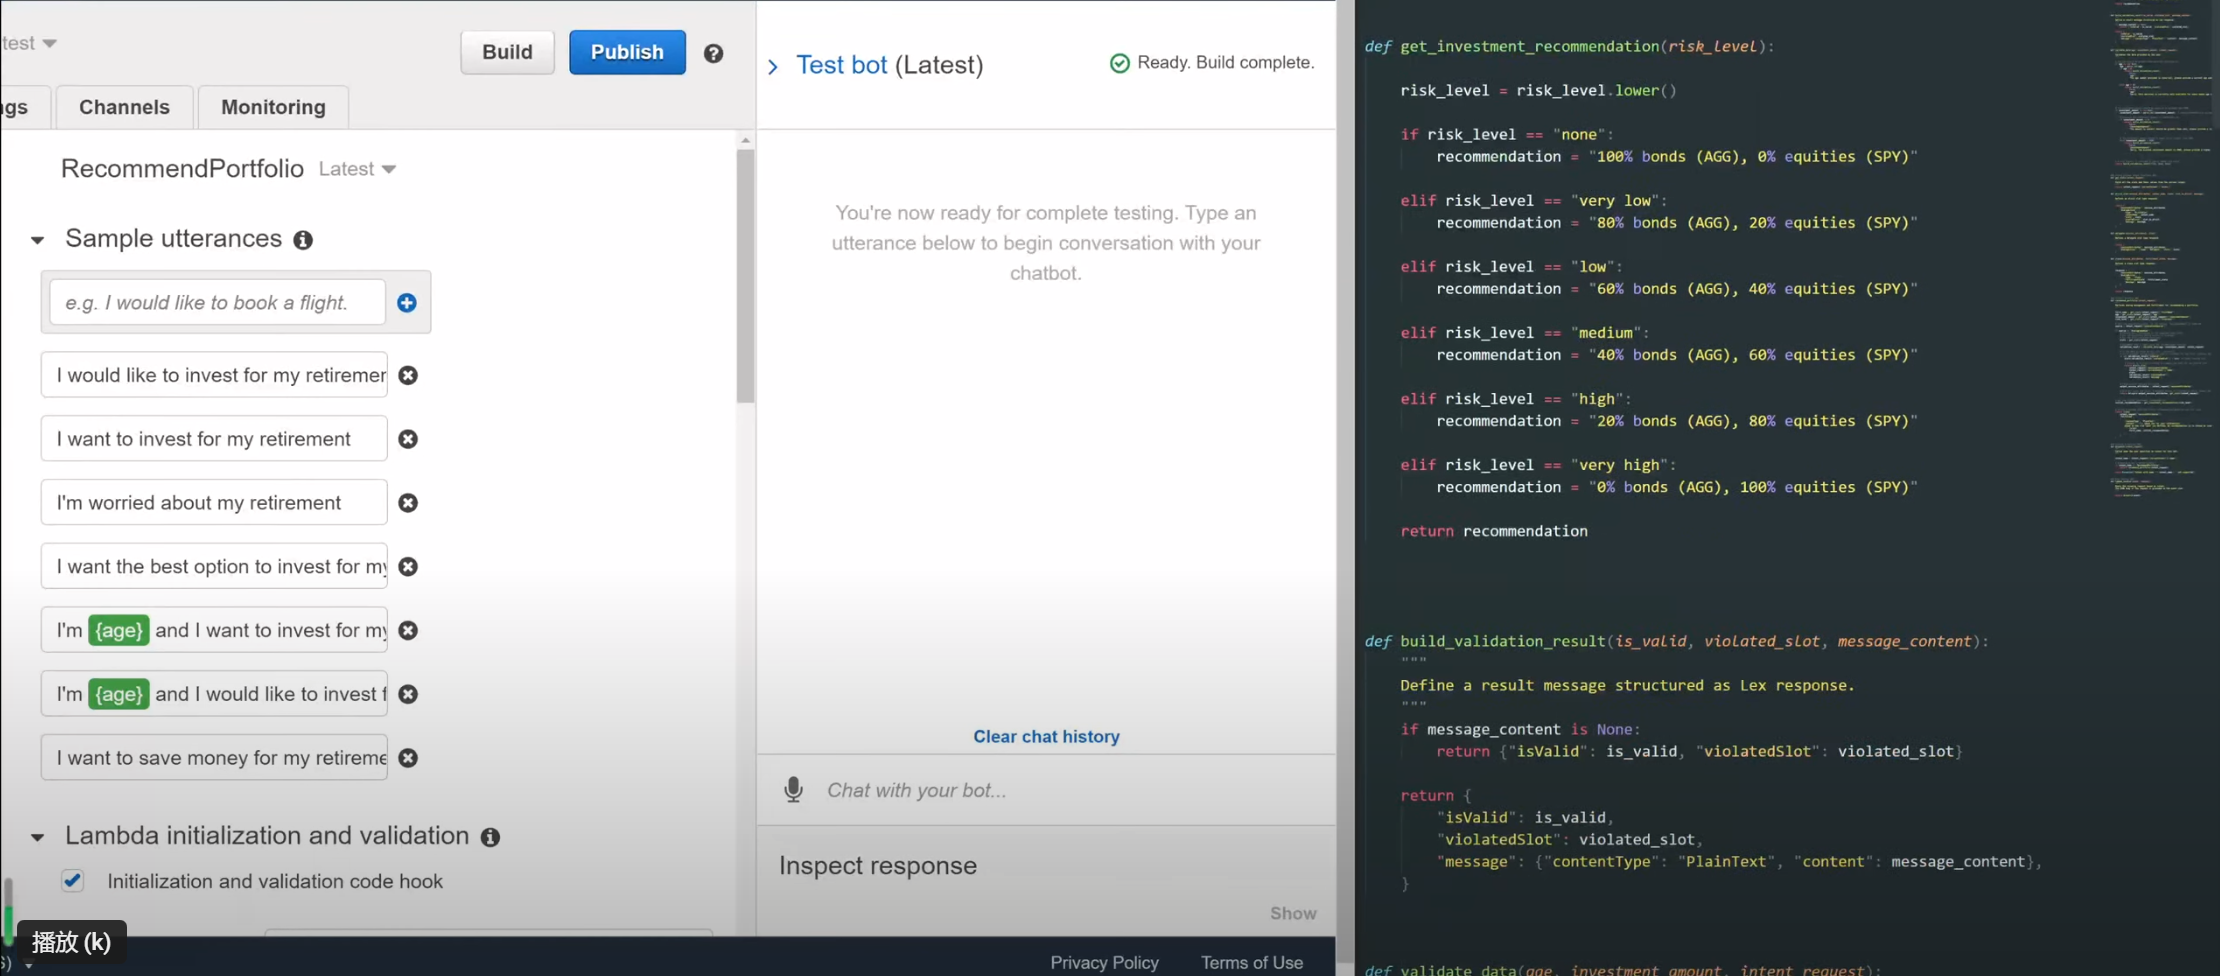 test
Build
Publish
ngs
Channels
Monitoring
RecommendPortfolio Latest
Sample utterances
e.g. I would like to book a flight.
I would like to invest for my retiremen
I want to invest for my retirement
I'm worried about my retirement
I want the best option to invest for my
I'm {age} and I want to invest for my
I'm {age} and I would like to invest f
I want to save money for my retireme
Lambda initialization and validation
Initialization and validation code hook
播放 (k)
Test bot (Latest)
Ready. Build complete.
You're now ready for complete testing. Type an
utterance below to begin conversation with your
chatbot.
Clear chat history
Chat with your bot...
Inspect response
Show
Privacy Policy
Terms of Use
def get_investment_recommendation(risk_level):
risk_level = risk_level.lower()
if risk_level == "none":
recommendation = "100% bonds (AGG), 0% equities (SPY)"
elif risk_level == "very low":
recommendation = "80% bonds (AGG), 20% equities (SPY)"
elif risk_level == "low":
recommendation = "60% bonds (AGG), 40% equities (SPY)"
elif risk_level == "medium":
recommendation = "40% bonds (AGG), 60% equities (SPY)"
elif risk_level == "high":
recommendation = "20% bonds (AGG), 80% equities (SPY)"
elif risk_level == "very high":
recommendation = "0% bonds (AGG), 100% equities (SPY)"
return recommendation
def build_validation_result(is_valid, violated_slot, message_content):
"""
Define a result message structured as Lex response.
"""
if message_content is None:
return {"isValid": is_valid, "violatedSlot": violated_slot}
return {
"isValid": is_valid,
"violatedSlot": violated_slot,
"message": {"contentType": "PlainText", "content": message_content},
}
def validate_data(age, investment_amount, intent_request):